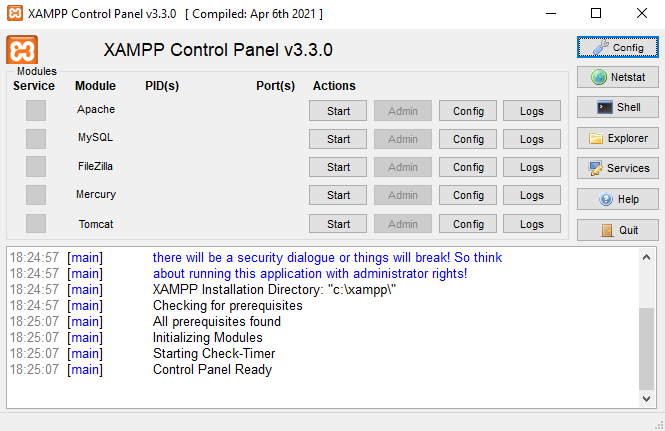 XAMPP Control Panel v3.3.0 [ Compiled: Apr 6th 2021 ]
XAMPP Control Panel v3.3.0
Config
Modules
Service Module PID(s) Port(s) Actions
Netstat
Apache Start Admin Config Logs
Shell
MySQL Start Admin Config Logs
Explorer
FileZilla Start Admin Config Logs
Services
Mercury Start Admin Config Logs
Help
Tomcat Start Admin Config Logs
Quit
18:24:57 [main] there will be a security dialogue or things will break! So think
18:24:57 [main] about running this application with administrator rights!
18:24:57 [main] XAMPP Installation Directory: "c:\xampp\"
18:24:57 [main] Checking for prerequisites
18:25:07 [main] All prerequisites found
18:25:07 [main] Initializing Modules
18:25:07 [main] Starting Check-Timer
18:25:07 [main] Control Panel Ready